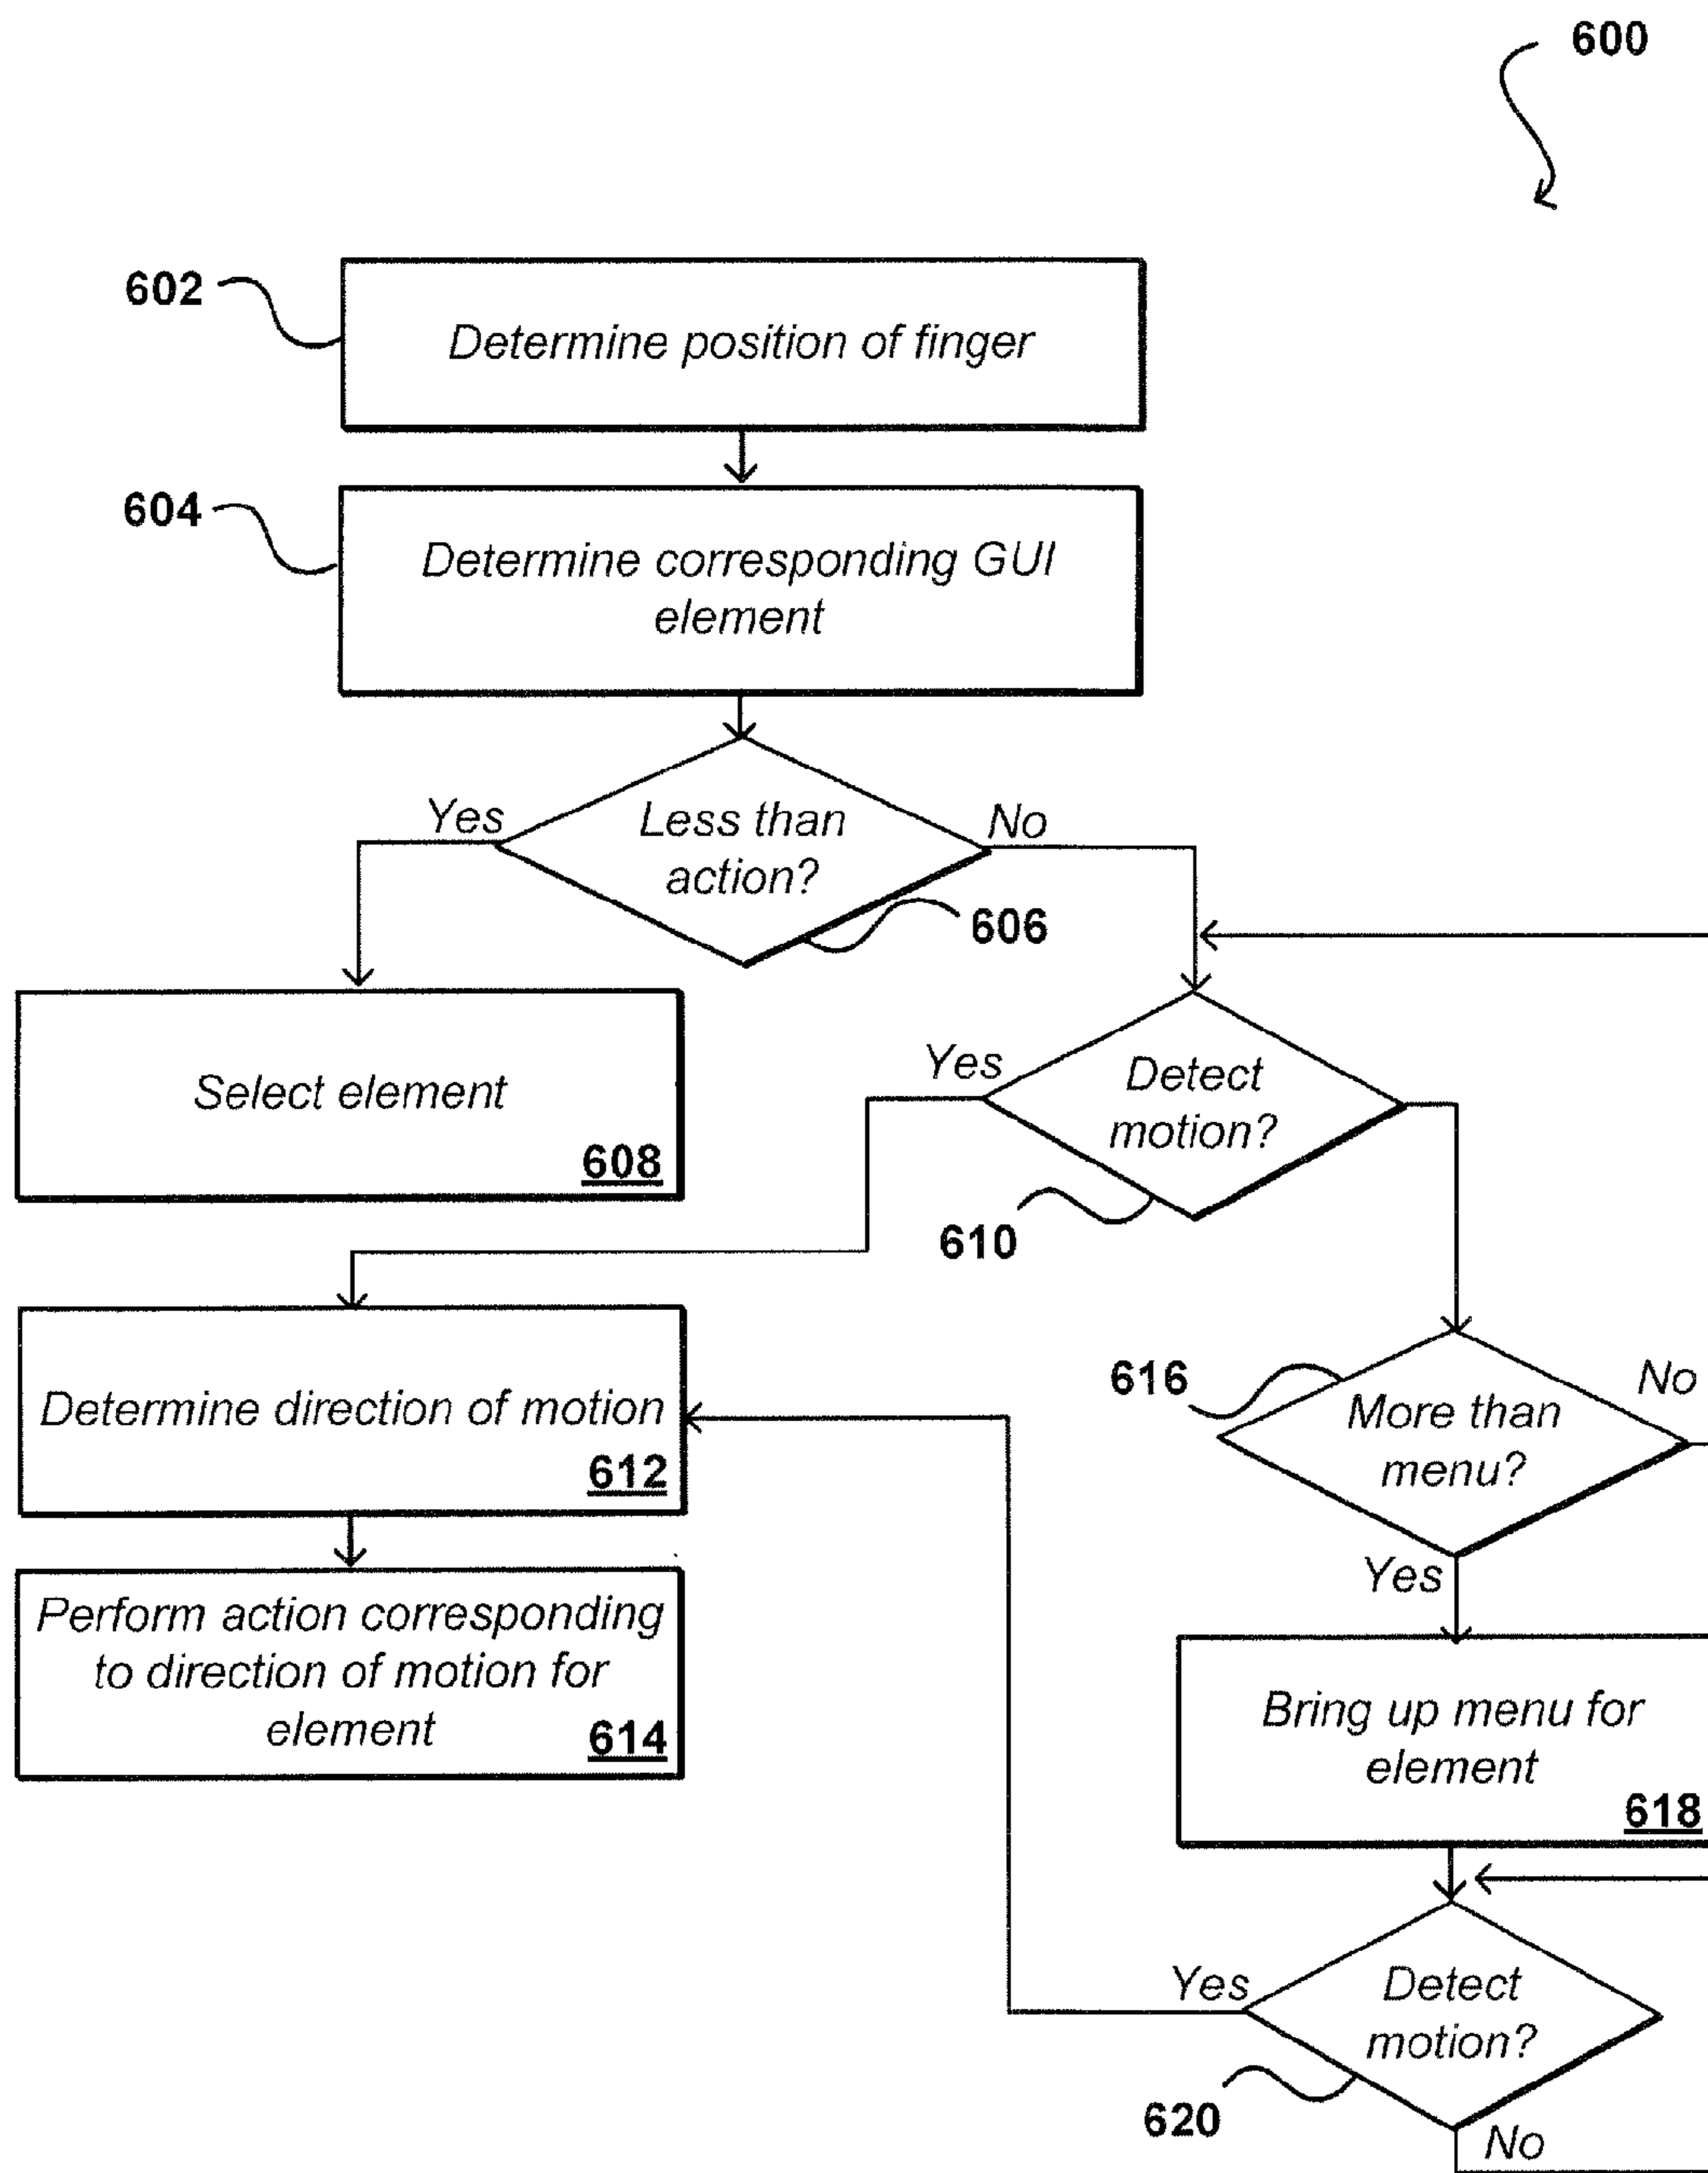 600
602
Determine position of finger
604
Determine corresponding GUI
element
Yes
Less than
action?
No
606
Select element
608
Yes
Detect
motion?
610
Determine direction of motion
612
616
More than
menu?
No
Yes
Perform action corresponding
to direction of motion for
element
614
Bring up menu for
element
618
Yes
Detect
motion?
620
No